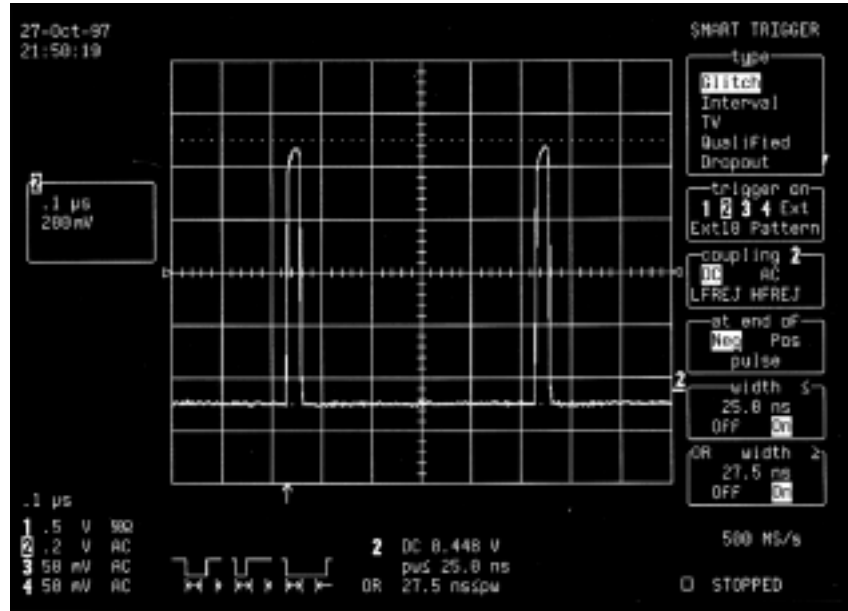 27-Oct-97
21:50:19
SMART TRIGGER
type
Glitch
Interval
TV
Qualified
Dropout
2
.1 µs
200mV
trigger on
1 2 3 4 Ext
Ext10 Pattern
coupling 2
DC AC
LFREJ HFREJ
at end of
Neg Pos
pulse
2
width ≤
25.0 ns
OFF On
OR width ≥
27.5 ns
OFF On
.1 µs
1 .5 V 50Ω
2 .2 V AC
3 50 mV AC
4 50 mV AC
2 DC 0.448 V
pw≤ 25.0 ns
OR 27.5 ns≤pw
500 MS/s
STOPPED